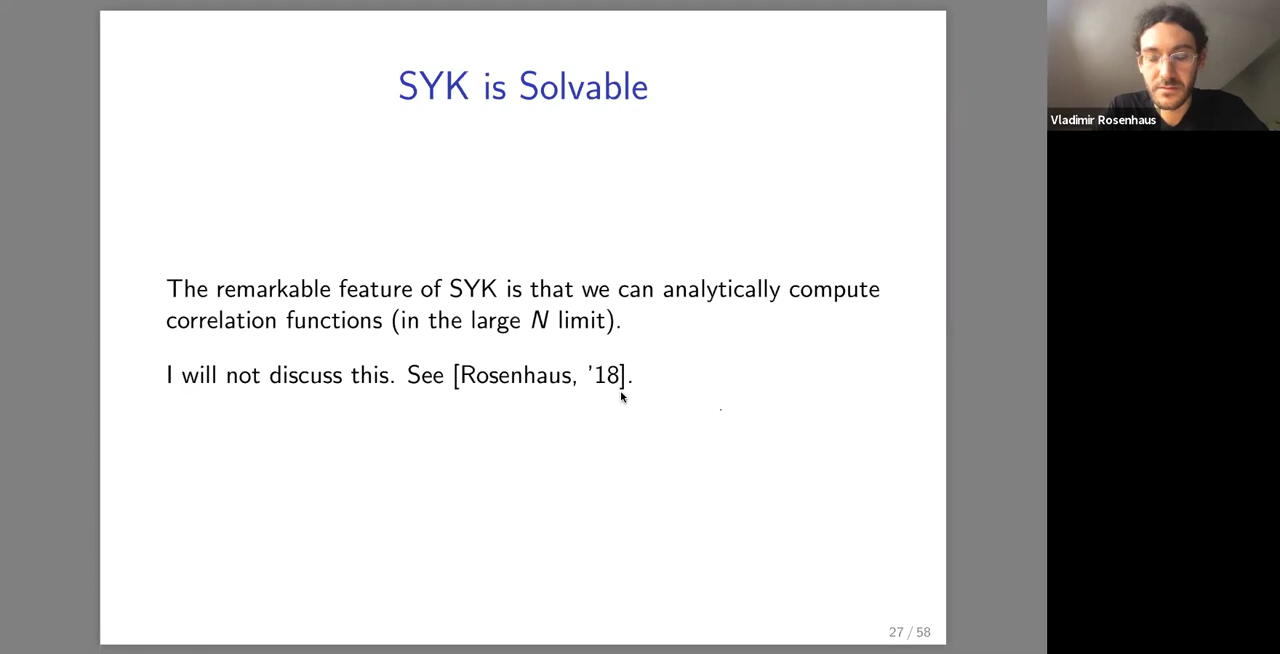 SYK is Solvable
Vladimir Rosenhaus
The remarkable feature of SYK is that we can analytically compute
correlation functions (in the large N limit).
I will not discuss this. See [Rosenhaus, ’18].
27 / 58